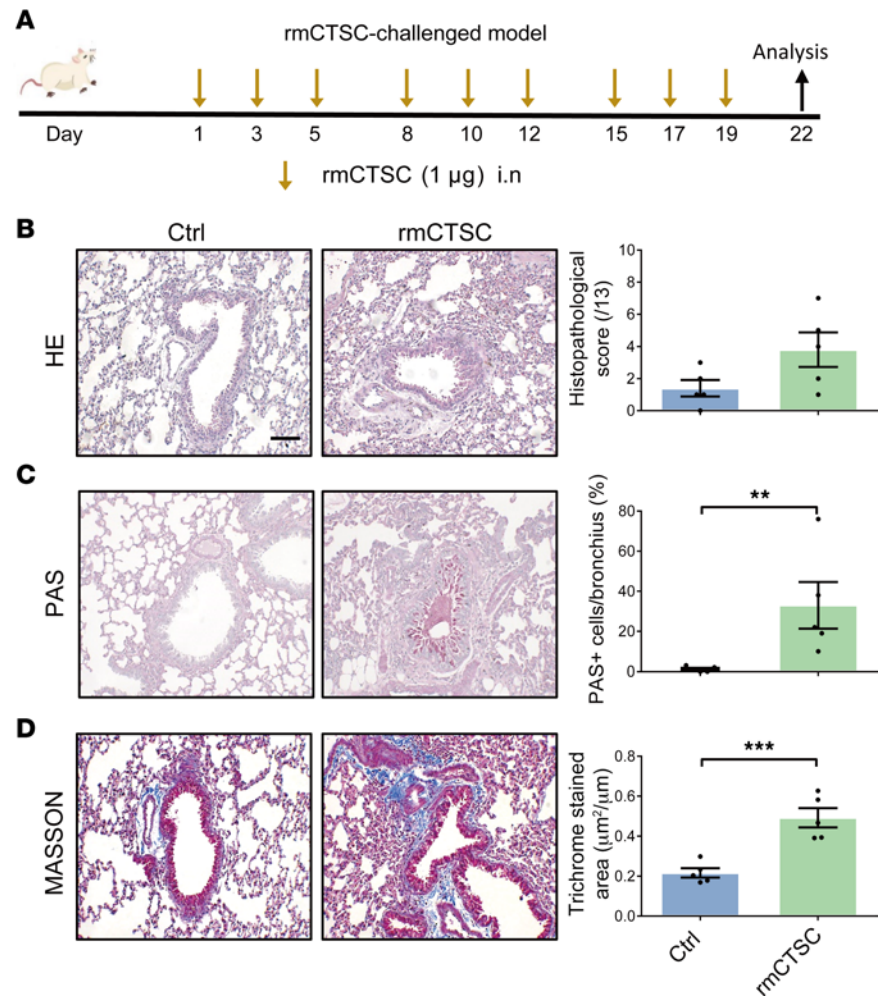 A
rmCTSC-challenged model
Analysis
Day 1 3 5 8 10 12 15 17 19 22
rmCTSC (1 μg) i.n
B
Ctrl rmCTSC
HE
Histopathological
score (/13)
10
8
6
4
2
0
C
PAS
PAS+ cells/bronchius (%)
80
60
40
20
0
**
D
MASSON
Trichrome stained
area (μm²/μm)
0.8
0.6
0.4
0.2
0.0
***
Ctrl rmCTSC